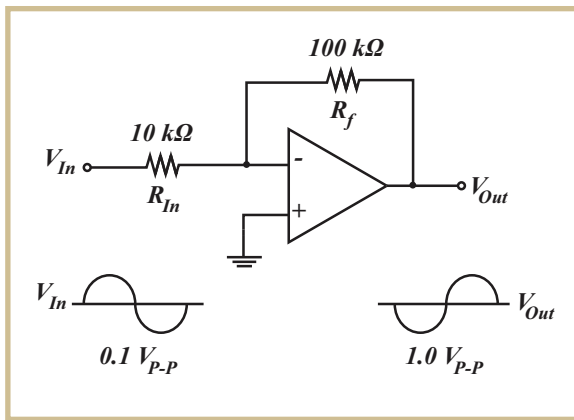 100 kΩ
R_f
10 kΩ
V_In
R_In
-
+
V_Out
V_In
0.1 V_P-P
V_Out
1.0 V_P-P